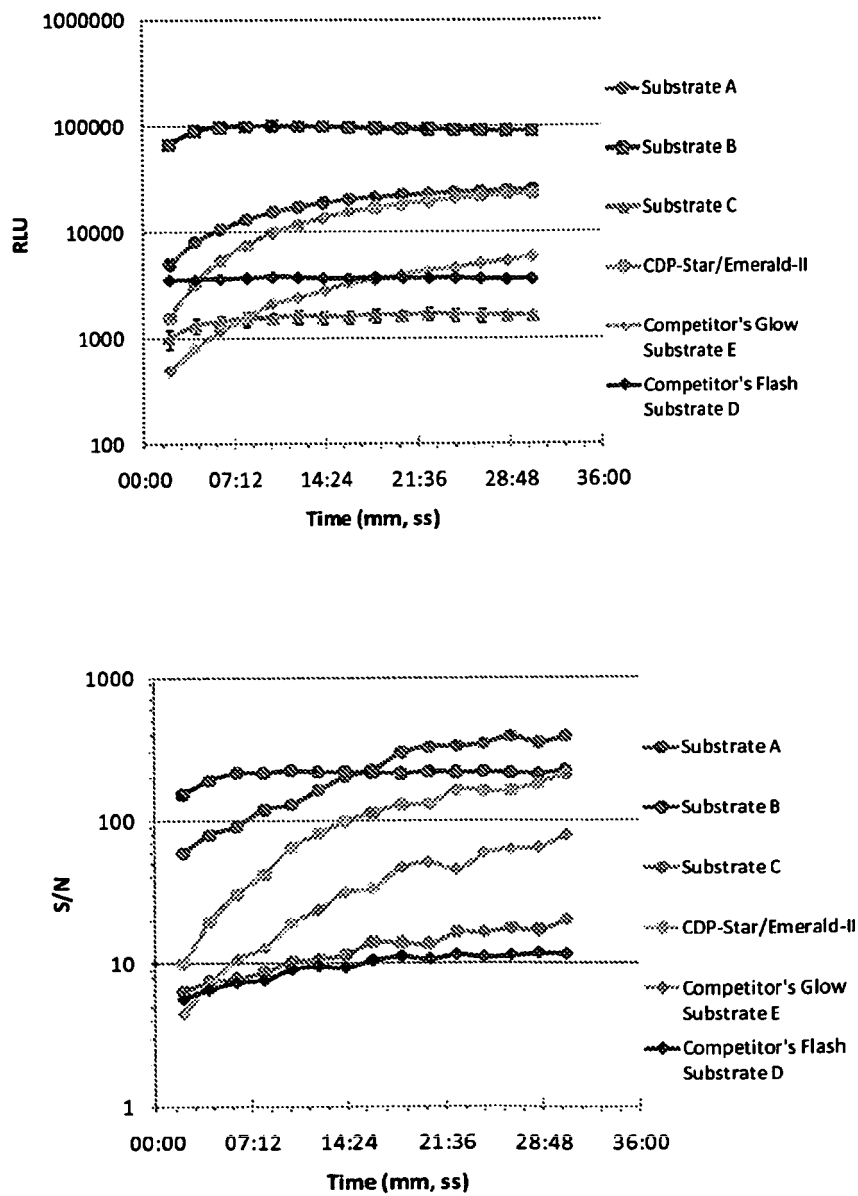 1000000
100000
10000
1000
100
RLU
00:00 07:12 14:24 21:36 28:48 36:00
Time (mm, ss)
Substrate A
Substrate B
Substrate C
CDP-Star/Emerald-II
Competitor's Glow
Substrate E
Competitor's Flash
Substrate D
1000
100
10
1
S/N
00:00 07:12 14:24 21:36 28:48 36:00
Time (mm, ss)
Substrate A
Substrate B
Substrate C
CDP-Star/Emerald-II
Competitor's Glow
Substrate E
Competitor's Flash
Substrate D